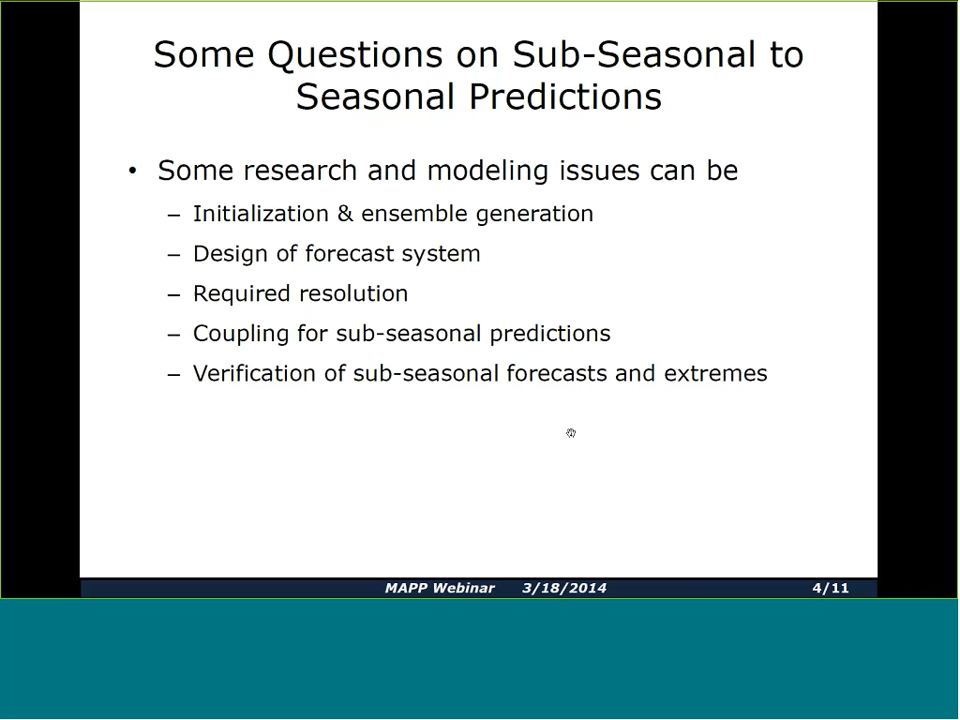 Some Questions on Sub-Seasonal to
Seasonal Predictions
• Some research and modeling issues can be
– Initialization & ensemble generation
– Design of forecast system
– Required resolution
– Coupling for sub-seasonal predictions
– Verification of sub-seasonal forecasts and extremes
MAPP Webinar 3/18/2014 4/11